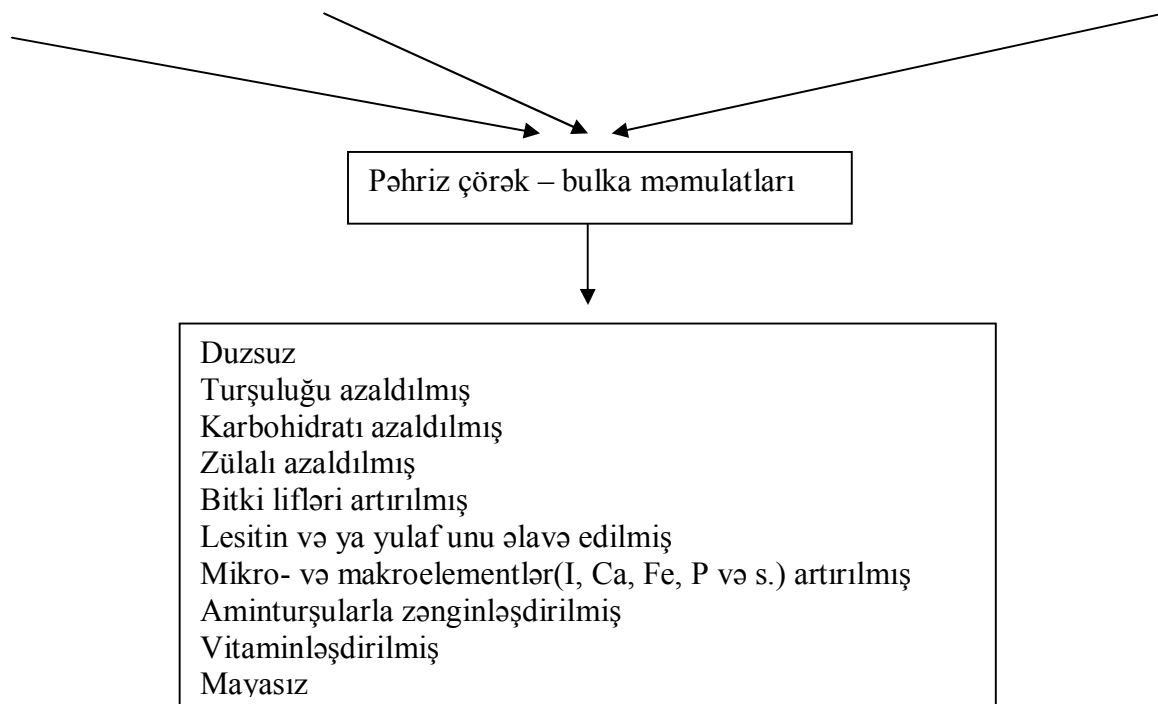 Pəhriz çörək – bulka məmulatları
Duzsuz
Turşuluğu azaldılmış
Karbohidratı azaldılmış
Zülalı azaldılmış
Bitki lifləri artırılmış
Lesitin və ya yulaf unu əlavə edilmiş
Mikro- və makroelementlər(I, Ca, Fe, P və s.) artırılmış
Aminturşularla zənginləşdirilmiş
Vitaminləşdirilmiş
Mayasız